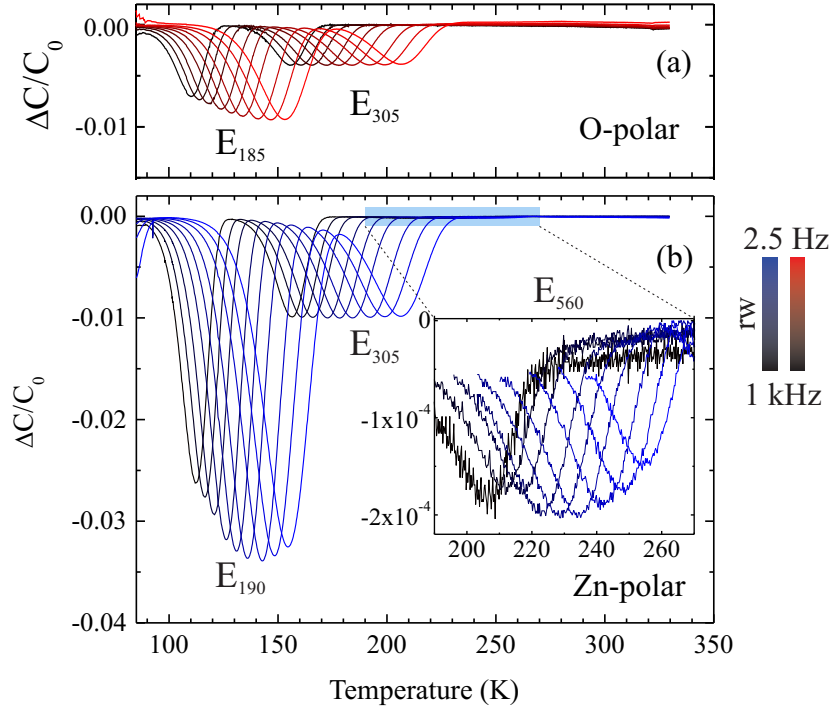 0.00
-0.01
ΔC/C₀
(a)
E₁₈₅
E₃₀₅
O-polar
0.00
-0.01
-0.02
-0.03
-0.04
ΔC/C₀
(b)
E₅₆₀
E₃₀₅
E₁₉₀
0
-1x10⁻⁴
-2x10⁻⁴
200 220 240 260
Zn-polar
100 150 200 250 300 350
Temperature (K)
2.5 Hz
rw
1 kHz